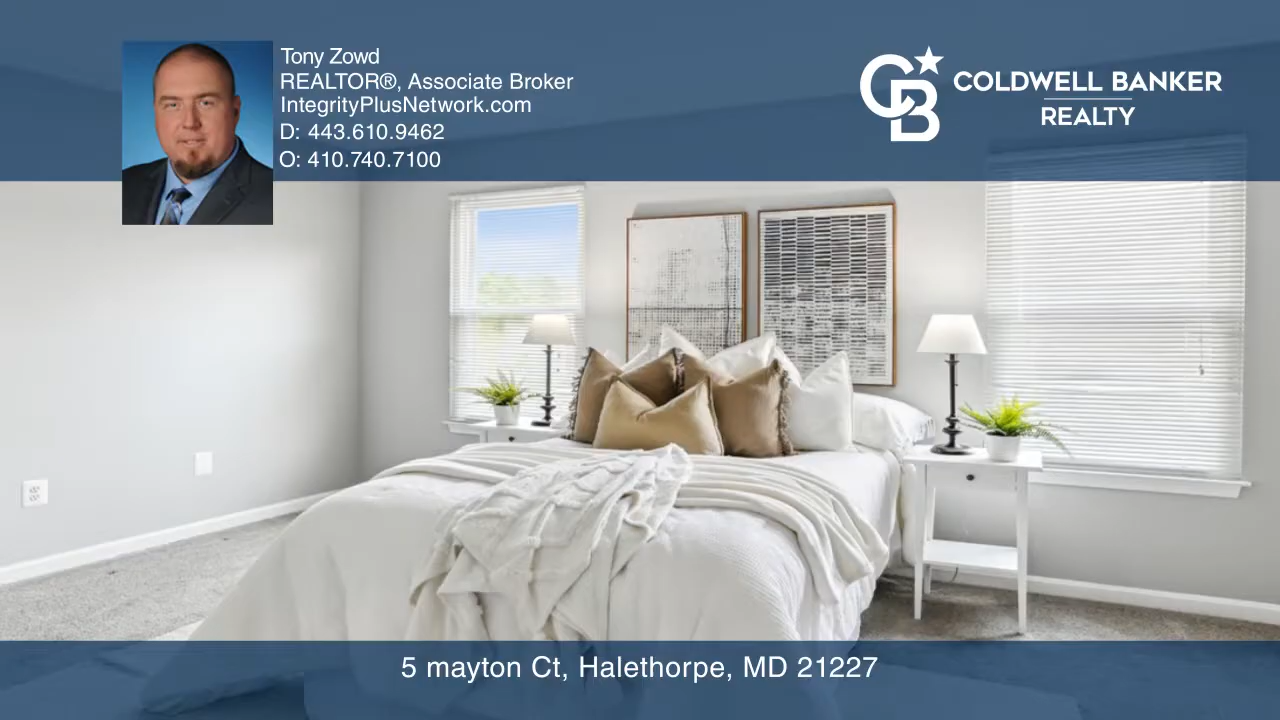 Tony Zowd
REALTOR®, Associate Broker
IntegrityPlusNetwork.com
D: 443.610.9462
O: 410.740.7100
CB
COLDWELL BANKER
REALTY
5 mayton Ct, Halethorpe, MD 21227